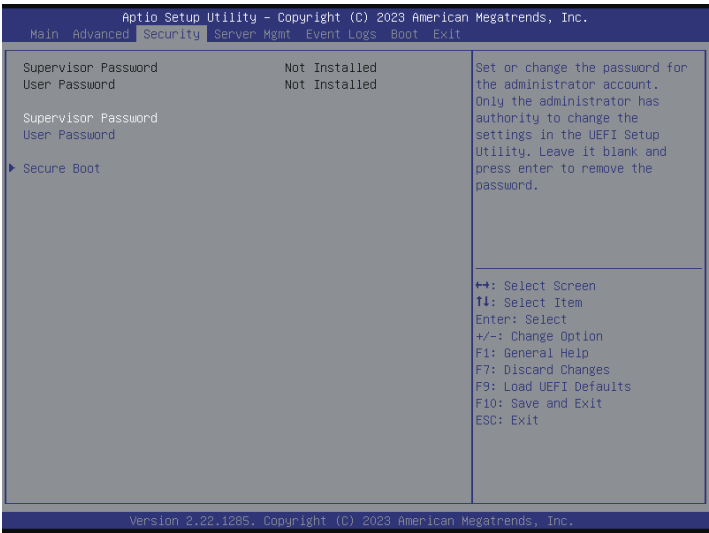 Aptio Setup Utility – Copyright (C) 2023 American Megatrends, Inc.
Main Advanced Security Server Mgmt Event Logs Boot Exit
Supervisor Password Not Installed
User Password Not Installed
Supervisor Password
User Password
Secure Boot
Set or change the password for
the administrator account.
Only the administrator has
authority to change the
settings in the UEFI Setup
Utility. Leave it blank and
press enter to remove the
password.
↔: Select Screen
↑↓: Select Item
Enter: Select
+/-: Change Option
F1: General Help
F7: Discard Changes
F9: Load UEFI Defaults
F10: Save and Exit
ESC: Exit
Version 2.22.1285. Copyright (C) 2023 American Megatrends, Inc.